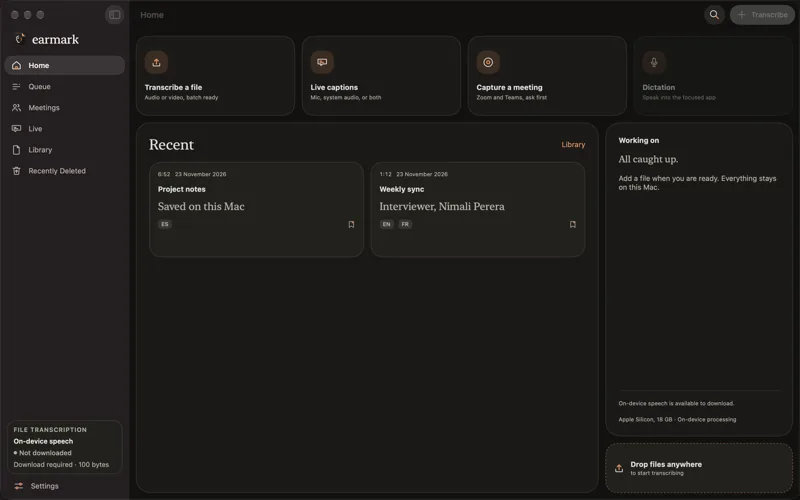 earmark
Home
Queue
Meetings
Live
Library
Recently Deleted
FILE TRANSCRIPTION
On-device speech
Not downloaded
Download required · 100 bytes
Settings
Home
Transcribe
Transcribe a file
Audio or video, batch ready
Live captions
Mic, system audio, or both
Capture a meeting
Zoom and Teams, ask first
Dictation
Speak into the focused app
Recent
Library
6:52 23 November 2026
Project notes
Saved on this Mac
ES
1:12 23 November 2026
Weekly sync
Interviewer, Nimali Perera
EN FR
Working on
All caught up.
Add a file when you are ready. Everything stays
on this Mac.
On-device speech is available to download.
Apple Silicon, 18 GB · On-device processing
Drop files anywhere
to start transcribing